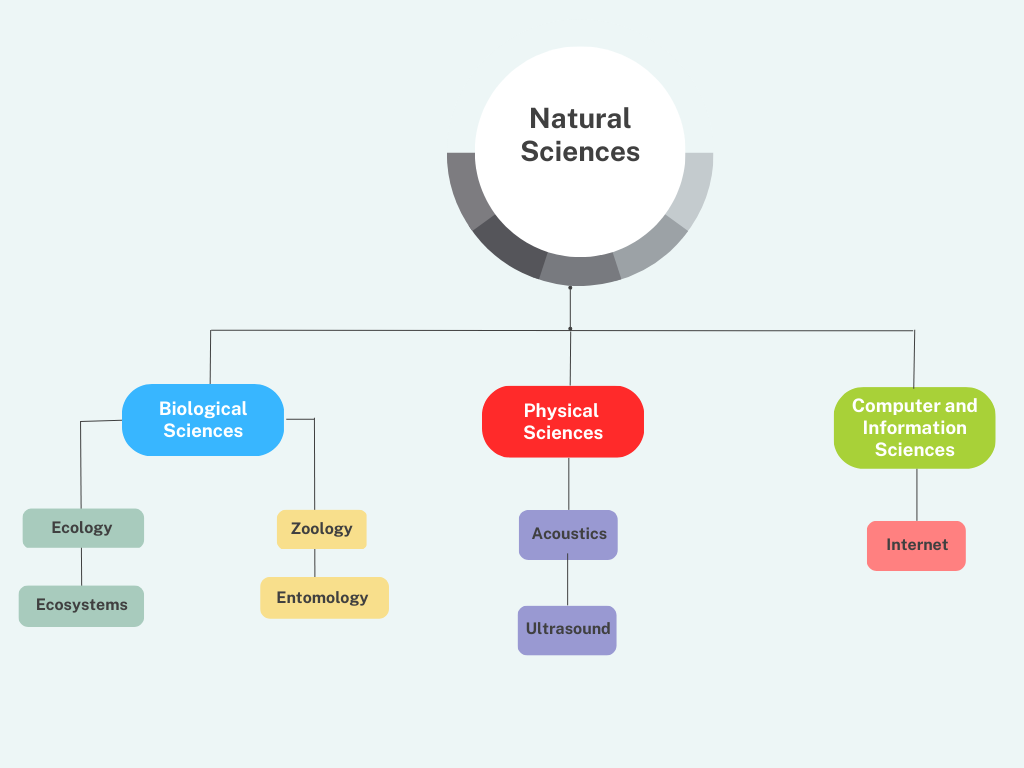 Natural
Sciences
Biological
Sciences
Physical
Sciences
Computer and
Information
Sciences
Ecology
Zoology
Acoustics
Internet
Ecosystems
Entomology
Ultrasound